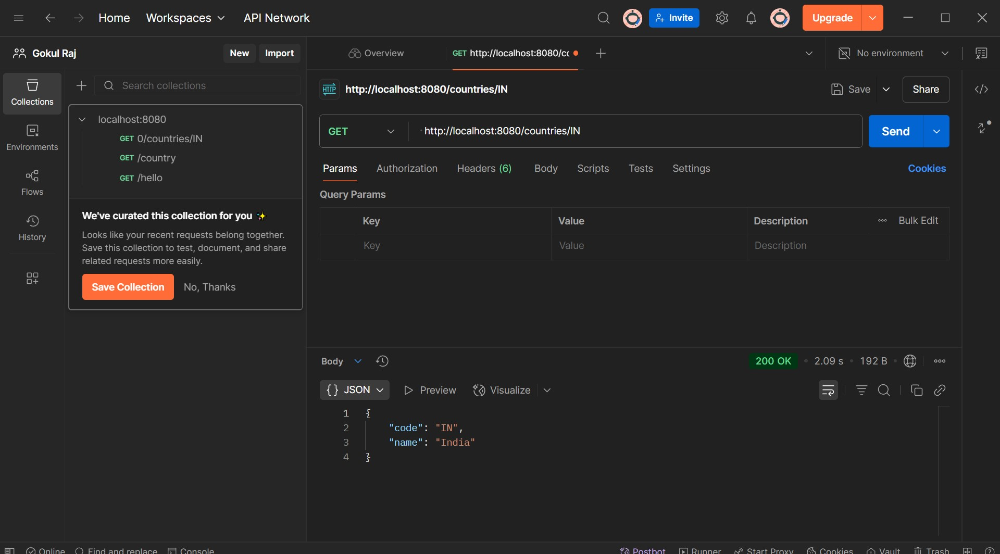 Home Workspaces API Network Invite Upgrade
Gokul Raj New Import Overview GET http://localhost:8080/cc No environment
Collections
Environments
Flows
History
Search collections
localhost:8080
GET 0/countries/IN
GET /country
GET /hello
We've curated this collection for you ✨
Looks like your recent requests belong together.
Save this collection to test, document, and share
related requests more easily.
Save Collection No, Thanks
HTTP http://localhost:8080/countries/IN Save Share
GET http://localhost:8080/countries/IN Send
Params Authorization Headers (6) Body Scripts Tests Settings Cookies
Query Params
Key Value Description Bulk Edit
Key Value Description
Body 200 OK • 2.09 s • 192 B •
{} JSON Preview Visualize
1 {
2 "code": "IN",
3 "name": "India"
4 }
Online Find and replace Console Postbot Runner Start Proxy Cookies Vault Trash